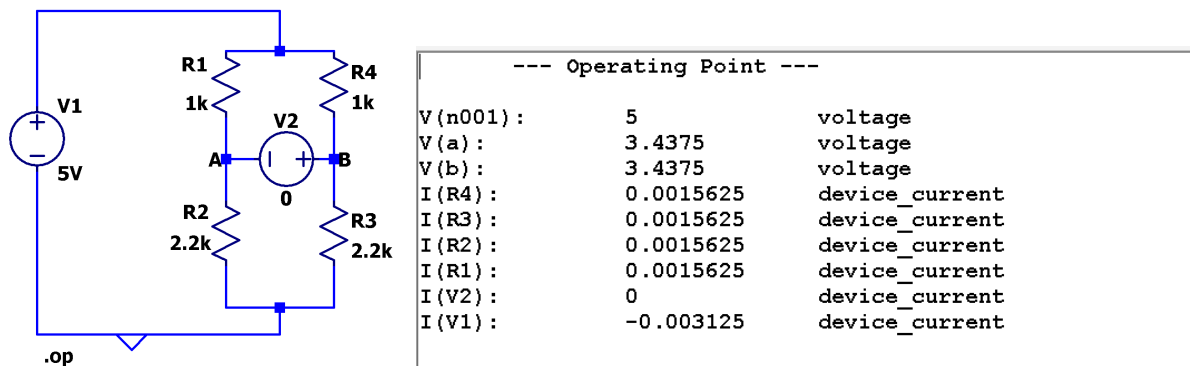 R1
1k
R4
1k
V1
5V
V2
0
A
B
R2
2.2k
R3
2.2k
.op
--- Operating Point ---
V(n001): 5 voltage
V(a): 3.4375 voltage
V(b): 3.4375 voltage
I(R4): 0.0015625 device_current
I(R3): 0.0015625 device_current
I(R2): 0.0015625 device_current
I(R1): 0.0015625 device_current
I(V2): 0 device_current
I(V1): -0.003125 device_current